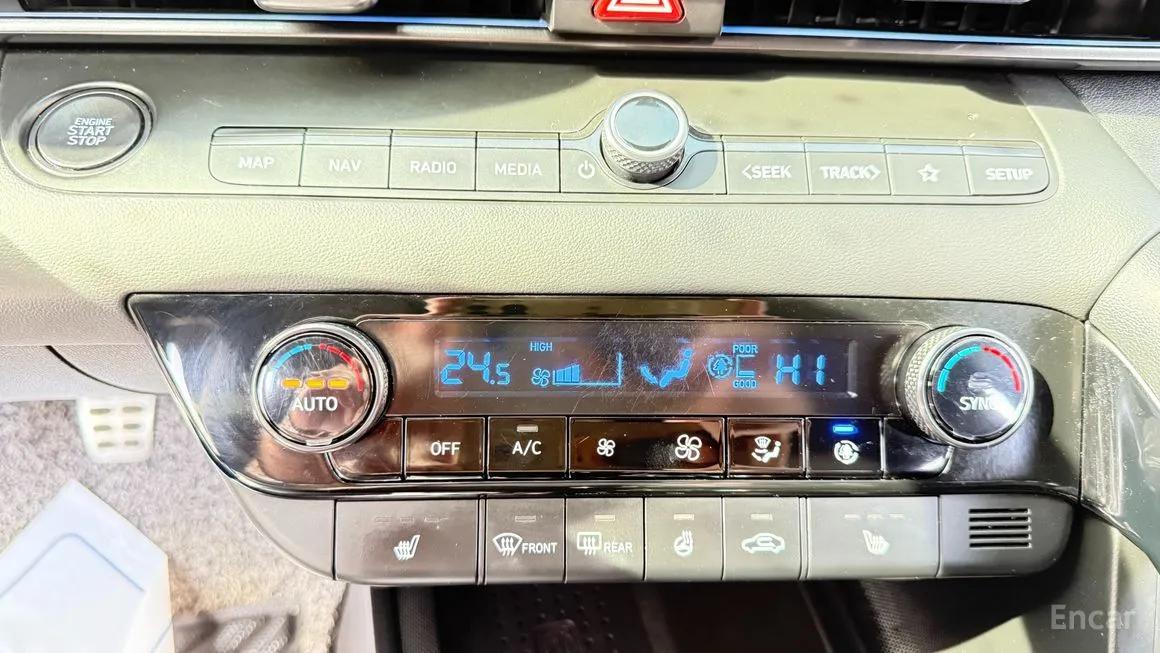 ENGINE
START
STOP
MAP
NAV
RADIO
MEDIA
<SEEK
TRACK>
SETUP
AUTO
24.5
HIGH
POOR
GOOD
HI
SYNC
OFF
A/C
FRONT
REAR
Encar